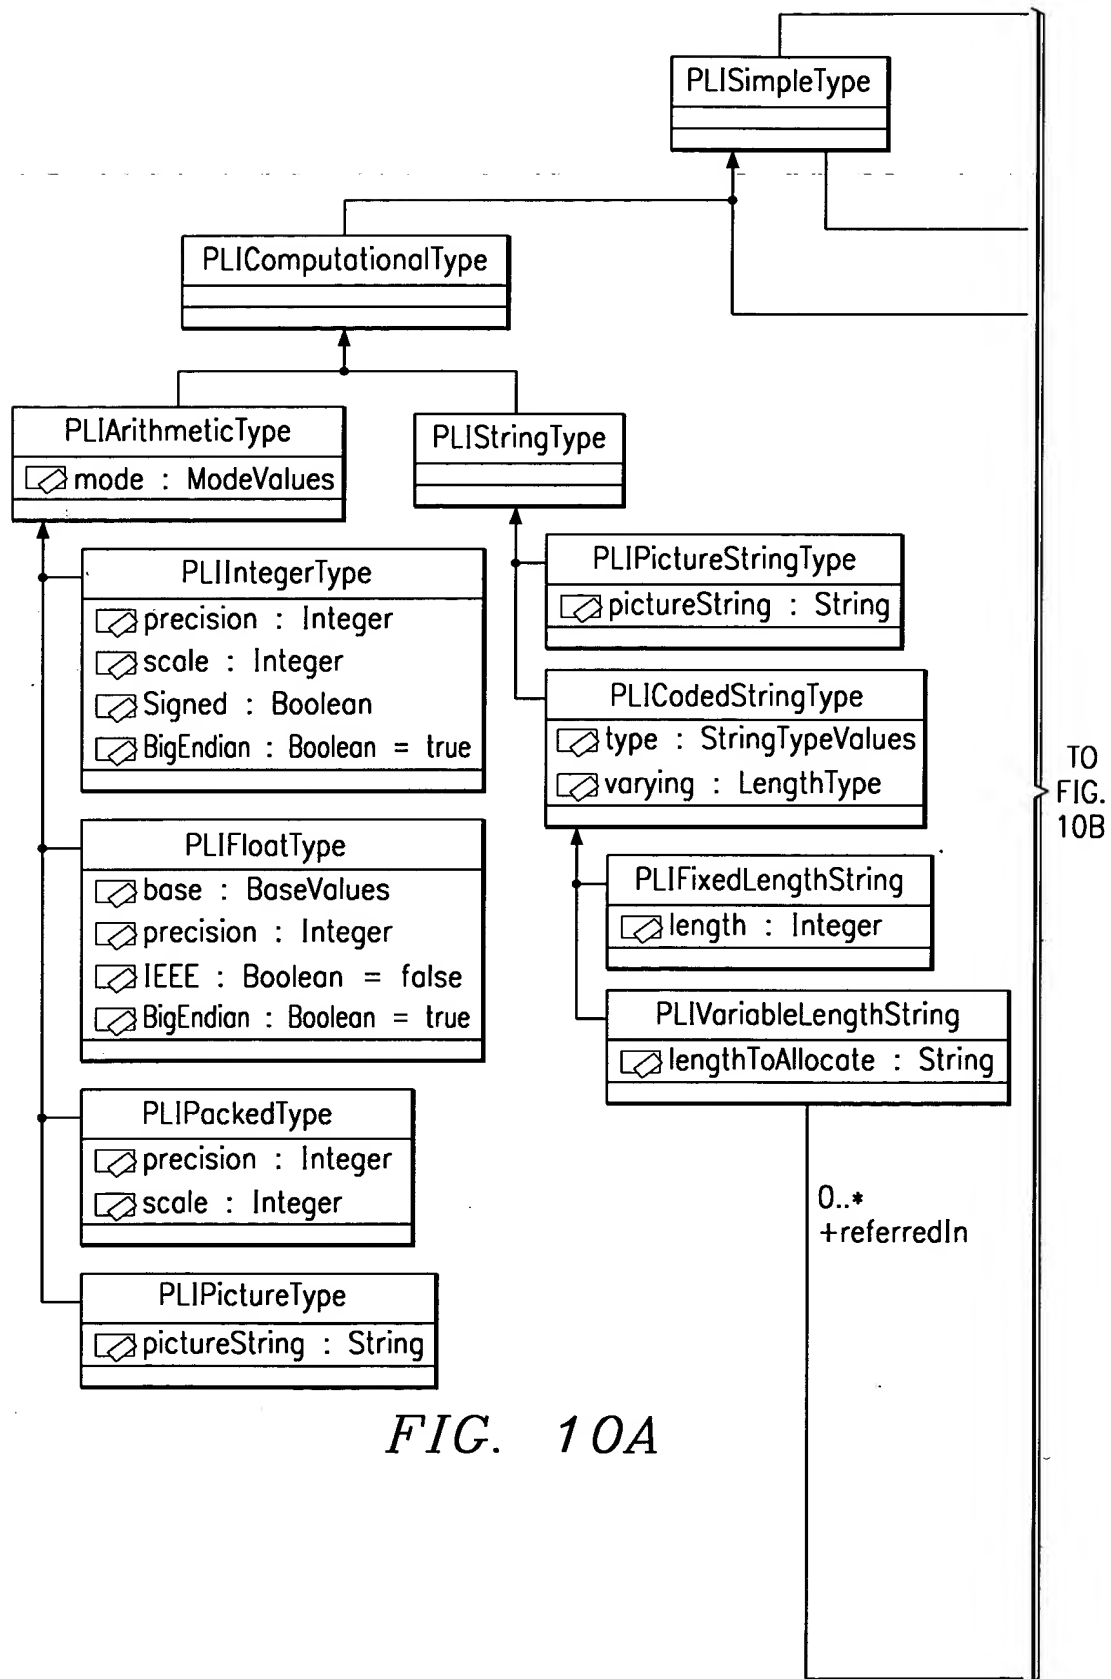 PLISimpleType
PLIComputationalType
PLIArithmeticType
mode : ModeValues
PLIStringType
PLIIntegerType
precision : Integer
scale : Integer
Signed : Boolean
BigEndian : Boolean = true
PLIPictureStringType
pictureString : String
PLICodedStringType
type : StringTypeValues
varying : LengthType
TO
FIG.
10B
PLIFloatType
base : BaseValues
precision : Integer
IEEE : Boolean = false
BigEndian : Boolean = true
PLIFixedLengthString
length : Integer
PLIVariableLengthString
lengthToAllocate : String
PLIPackedType
precision : Integer
scale : Integer
0..*
+referredIn
PLIPictureType
pictureString : String
FIG. 10A